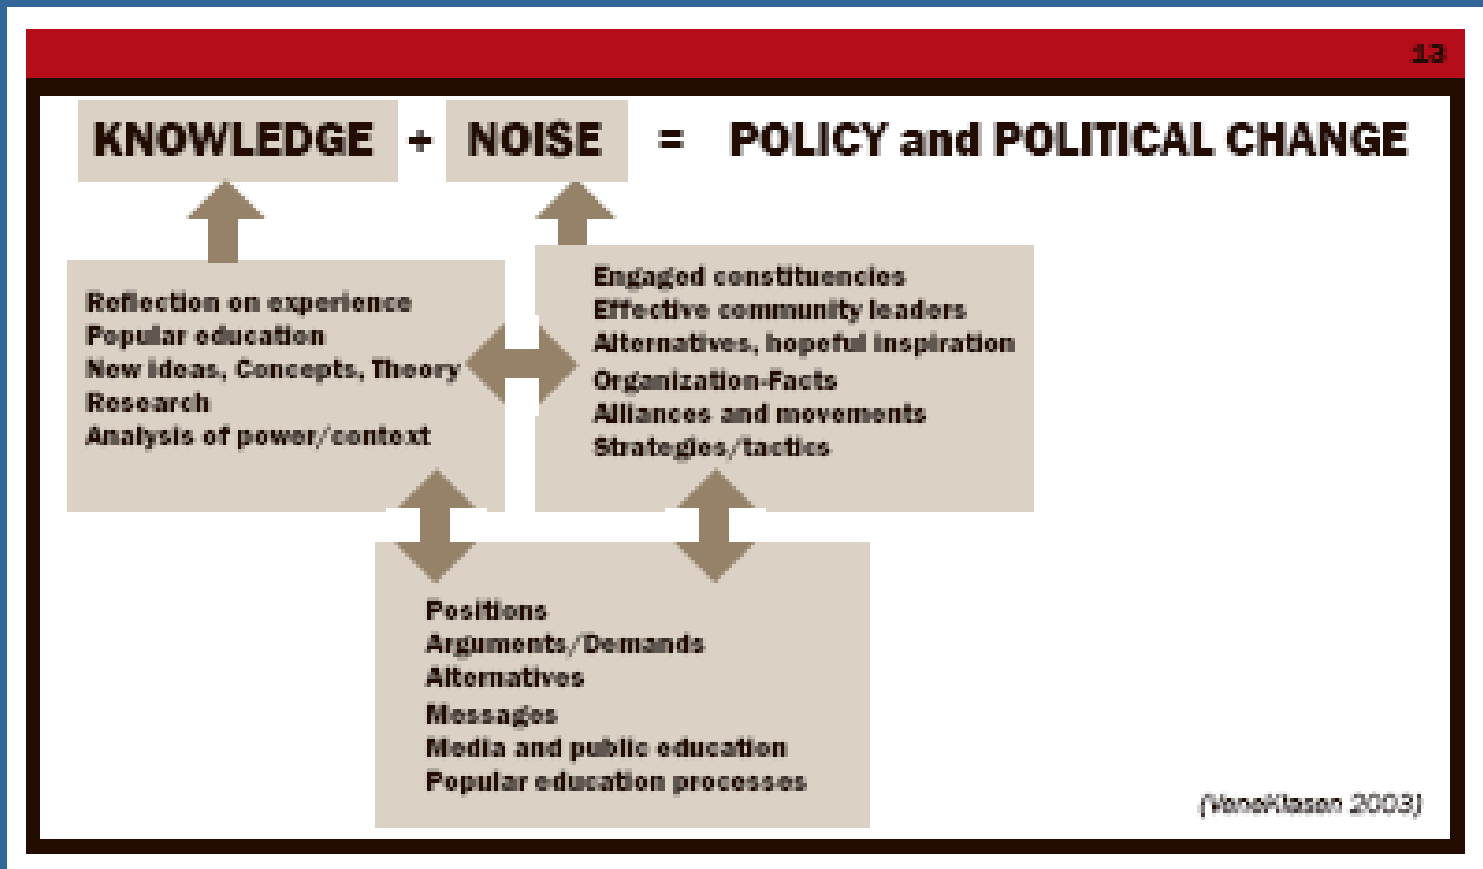 13
KNOWLEDGE + NOISE = POLICY and POLITICAL CHANGE
Reflection on experience
Popular education
New ideas, Concepts, Theory
Research
Analysis of power/context
Engaged constituencies
Effective community leaders
Alternatives, hopeful inspiration
Organization-Facts
Alliances and movements
Strategies/tactics
Positions
Arguments/Demands
Alternatives
Messages
Media and public education
Popular education processes
(VeneKlasen 2003)